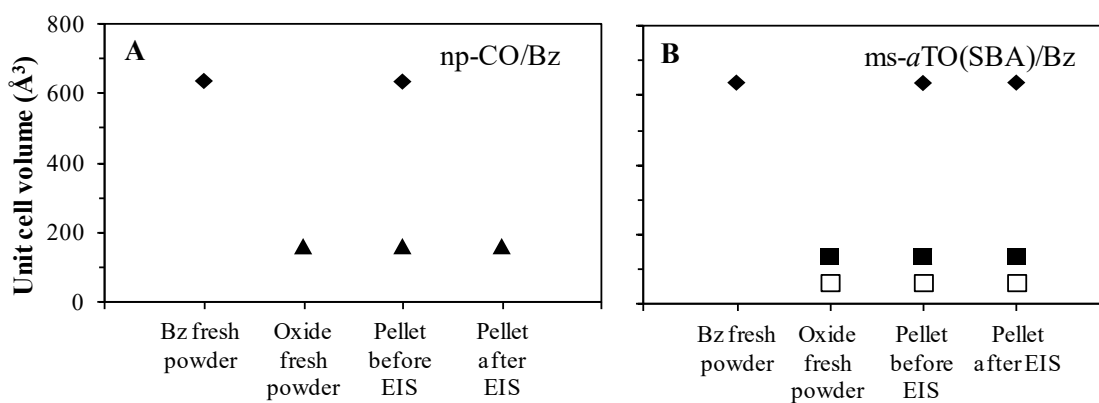 A
np-CO/Bz
B
ms-aTO(SBA)/Bz
Unit cell volume (Å³)
800
600
400
200
0
Bz fresh
powder
Oxide
fresh
powder
Pellet
before
EIS
Pellet
after
EIS
Bz fresh
powder
Oxide
fresh
powder
Pellet
before
EIS
Pellet
after EIS